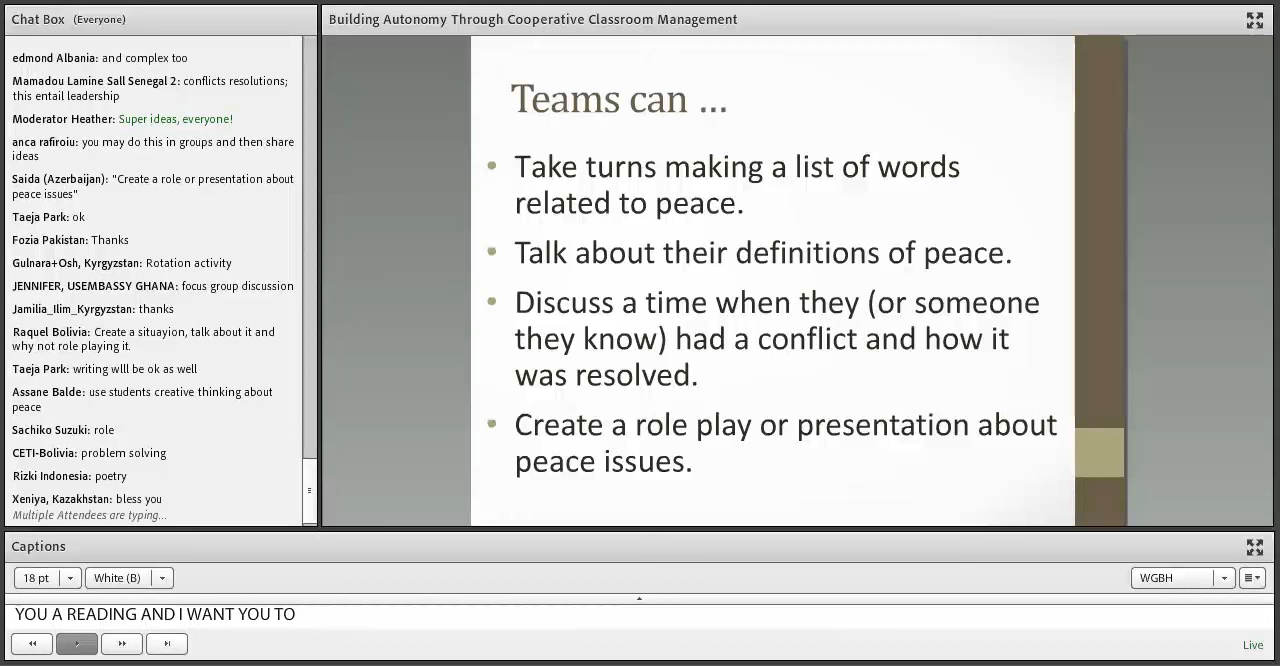 Chat Box (Everyone)
edmond Albania: and complex too
Mamadou Lamine Sall Senegal 2: conflicts resolutions;
this entail leadership
Moderator Heather: Super ideas, everyone!
anca rafiroiu: you may do this in groups and then share
ideas
Saida (Azerbaijan): "Create a role or presentation about
peace issues"
Taeja Park: ok
Fozia Pakistan: Thanks
Gulnara+Osh, Kyrgyzstan: Rotation activity
JENNIFER, USEMBASSY GHANA: focus group discussion
Jamilia_Ilim_Kyrgyzstan: thanks
Raquel Bolivia: Create a situayion, talk about it and
why not role playing it.
Taeja Park: writing wlll be ok as well
Assane Balde: use students creative thinking about
peace
Sachiko Suzuki: role
CETI-Bolivia: problem solving
Rizki Indonesia: poetry
Xeniya, Kazakhstan: bless you
Multiple Attendees are typing...
Building Autonomy Through Cooperative Classroom Management
Teams can ...
• Take turns making a list of words
related to peace.
• Talk about their definitions of peace.
• Discuss a time when they (or someone
they know) had a conflict and how it
was resolved.
• Create a role play or presentation about
peace issues.
Captions
18 pt White (B) WGBH
YOU A READING AND I WANT YOU TO
Live